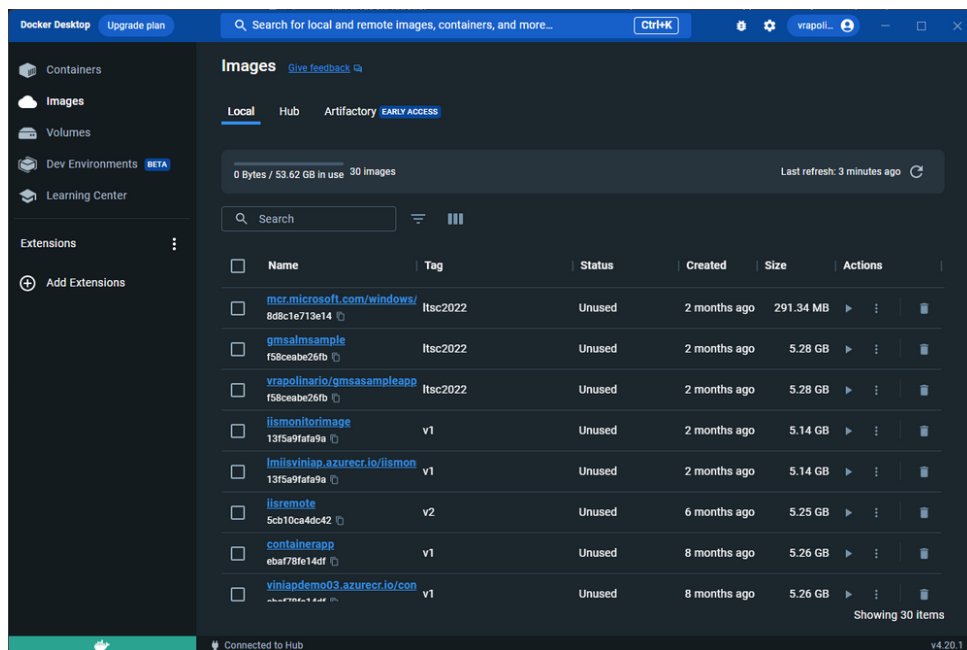 Docker Desktop Upgrade plan Search for local and remote images, containers, and more... Ctrl+K vrapoli...
Containers
Images
Volumes
Dev Environments BETA
Learning Center
Extensions
Add Extensions
Images Give feedback
Local Hub Artifactory EARLY ACCESS
0 Bytes / 53.62 GB in use 30 images Last refresh: 3 minutes ago
Search
Name Tag Status Created Size Actions
mcr.microsoft.com/windows/
8d8c1e713e14
ltsc2022 Unused 2 months ago 291.34 MB
gmsalmsample
f58ceabe26fb
ltsc2022 Unused 2 months ago 5.28 GB
vrapolinario/gmsasampleapp
f58ceabe26fb
ltsc2022 Unused 2 months ago 5.28 GB
iismonitorimage
13f5a9fafa9a
v1 Unused 2 months ago 5.14 GB
lmiisviniap.azurecr.io/iismon
13f5a9fafa9a
v1 Unused 2 months ago 5.14 GB
iisremote
5cb10ca4dc42
v2 Unused 6 months ago 5.25 GB
containerapp
ebaf78fe14df
v1 Unused 8 months ago 5.26 GB
viniapdemo03.azurecr.io/con
ebaf78fe14df
v1 Unused 8 months ago 5.26 GB
Showing 30 items
Connected to Hub v4.20.1